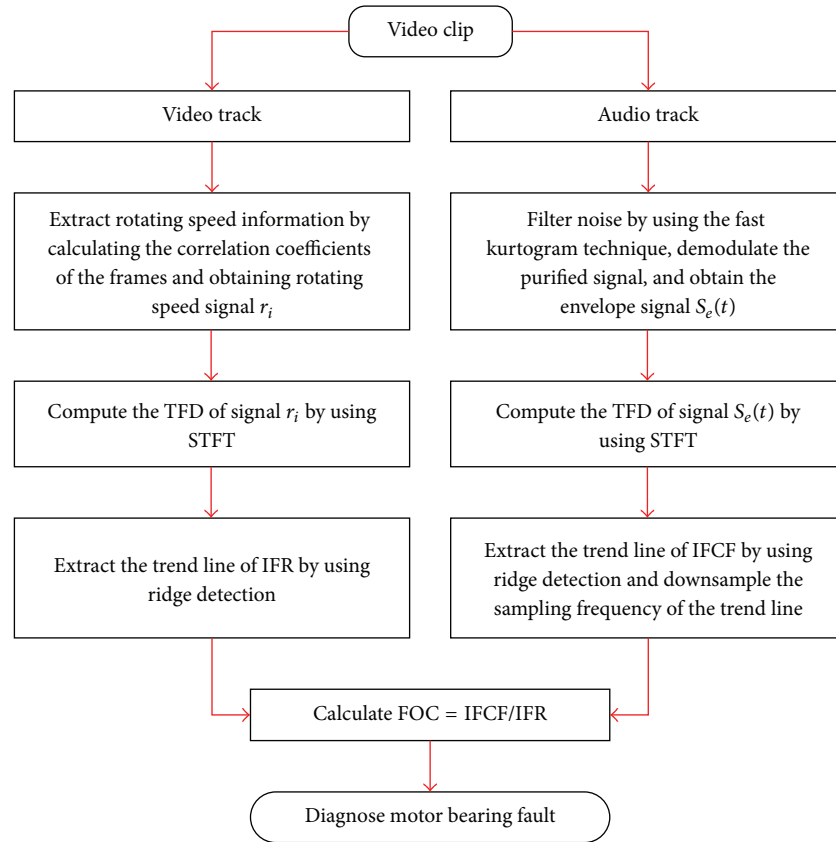 Video clip
Video track
Audio track
Extract rotating speed information by
calculating the correlation coefficients
of the frames and obtaining rotating
speed signal r_i
Filter noise by using the fast
kurtogram technique, demodulate the
purified signal, and obtain the
envelope signal S_e(t)
Compute the TFD of signal r_i by using
STFT
Compute the TFD of signal S_e(t) by
using STFT
Extract the trend line of IFR by using
ridge detection
Extract the trend line of IFCF by using
ridge detection and downsample the
sampling frequency of the trend line
Calculate FOC = IFCF/IFR
Diagnose motor bearing fault